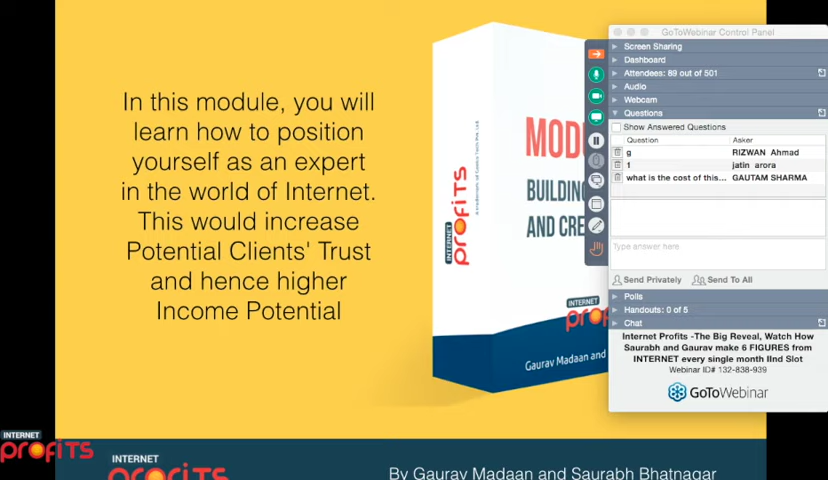 In this module, you will
learn how to position
yourself as an expert
in the world of Internet.
This would increase
Potential Clients' Trust
and hence higher
Income Potential
INTERNET
profiTs
MODU
BUILDING
AND CRE
INTERNET
profi
Gaurav Madaan and
GoToWebinar Control Panel
Screen Sharing
Dashboard
Attendees: 89 out of 501
Audio
Webcam
Questions
Show Answered Questions
Question Asker
g RIZWAN Ahmad
1 jatin arora
what is the cost of this... GAUTAM SHARMA
Type answer here
Send Privately Send To All
Polls
Handouts: 0 of 5
Chat
Internet Profits -The Big Reveal, Watch How
Saurabh and Gaurav make 6 FIGURES from
INTERNET every single month IInd Slot
Webinar ID# 132-838-939
GoToWebinar
INTERNET
profiTs
INTERNET
profiTs
By Gaurav Madaan and Saurabh Bhatnagar